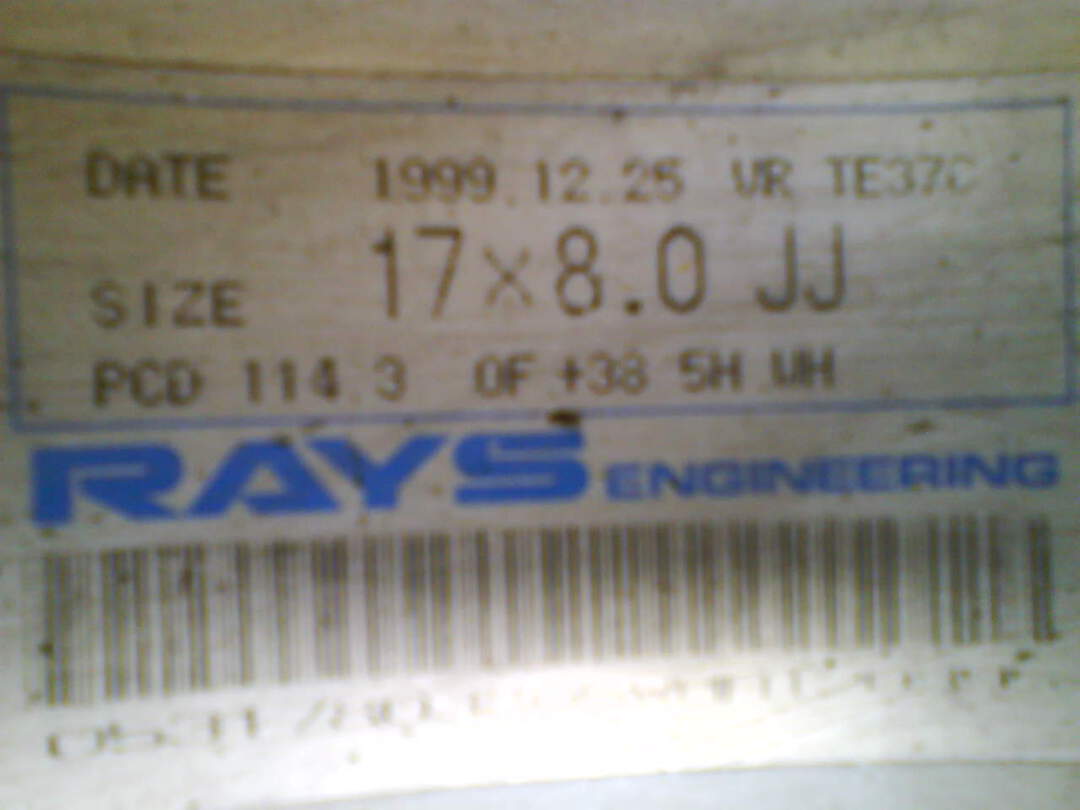 DATE 1999.12.25 VR TE37C
SIZE 17×8.0 JJ
PCD 114.3 OF +38 5H WH
RAYS ENGINEERING